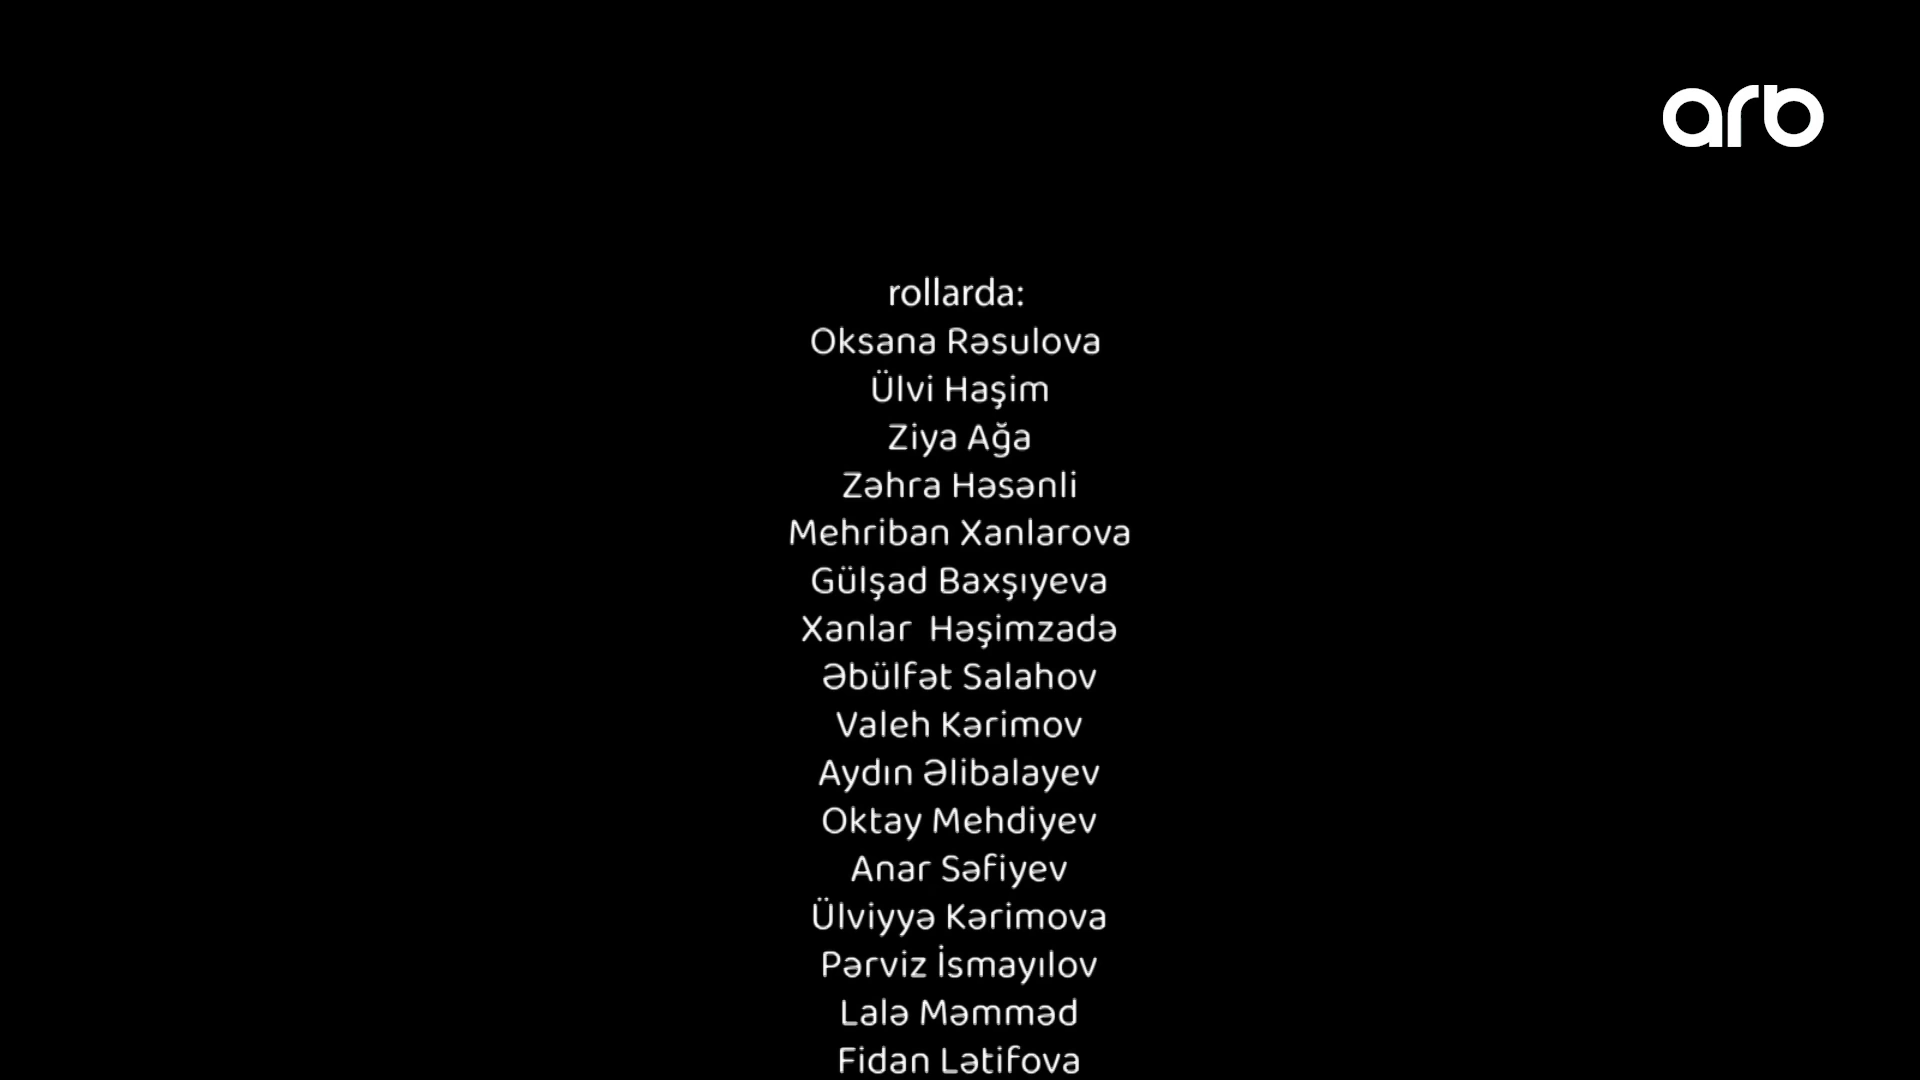 arb
rollarda:
Oksana Rəsulova
Ülvi Haşim
Ziya Ağa
Zəhra Həsənli
Mehriban Xanlarova
Gülşad Baxşıyeva
Xanlar  Həşimzadə
Əbülfət Salahov
Valeh Kərimov
Aydın Əlibalayev
Oktay Mehdiyev
Anar Səfiyev
Ülviyyə Kərimova
Pərviz İsmayılov
Lalə Məmməd
Fidan Lətifova